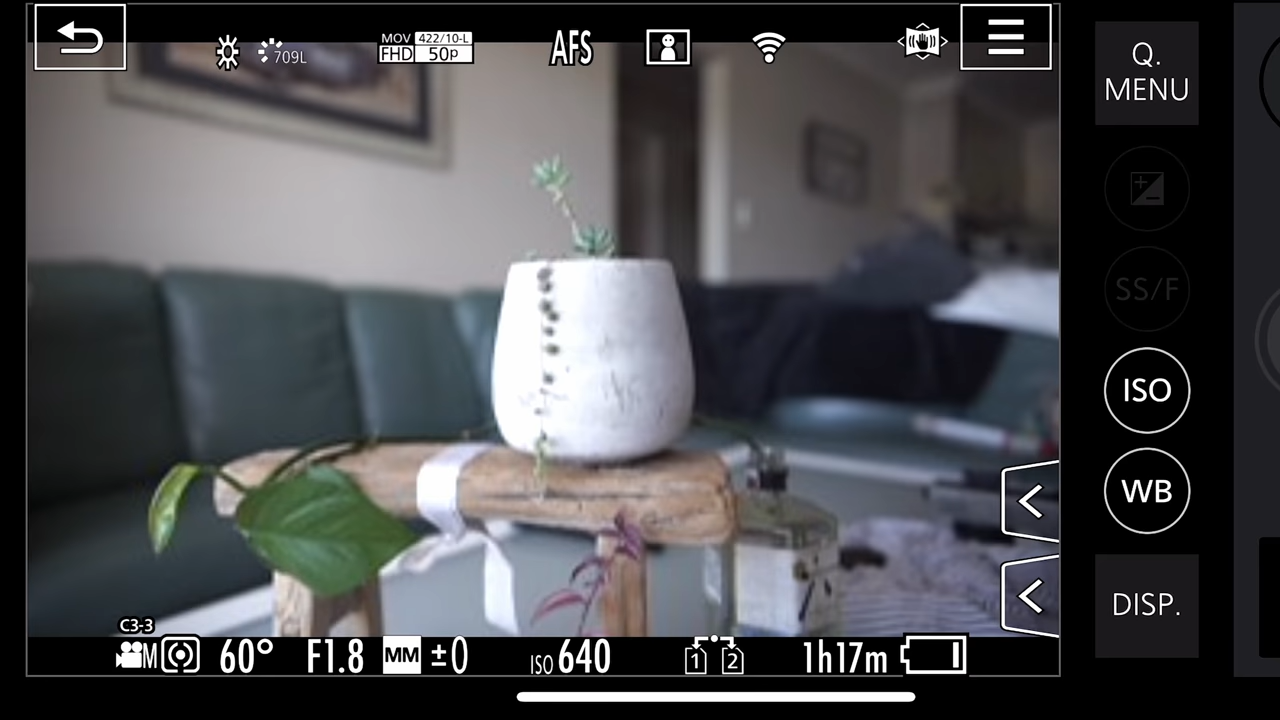 709L
MOV 422/10-L
FHD 50p
AFS
Q.
MENU
SS/F
ISO
WB
DISP.
C3-3
M 60° F1.8 MM ±0 ISO 640 1 2 1h17m